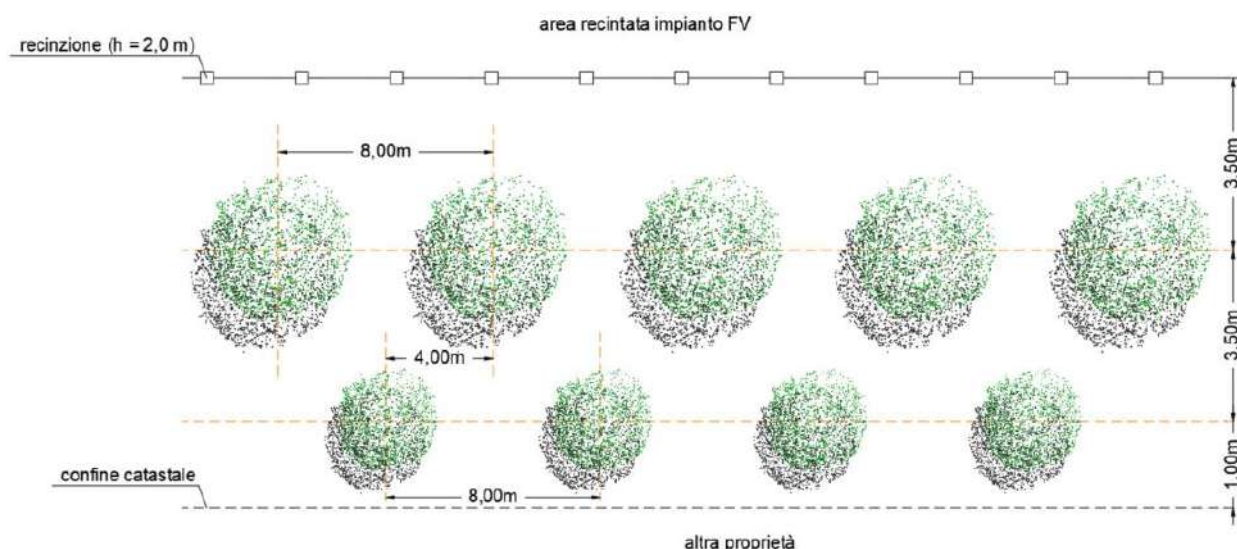 area recintata impianto FV
recinzione (h = 2,0 m)
8,00m
3.50m
4,00m
3.50m
confine catastale
8,00m
1.00m
altra proprietà